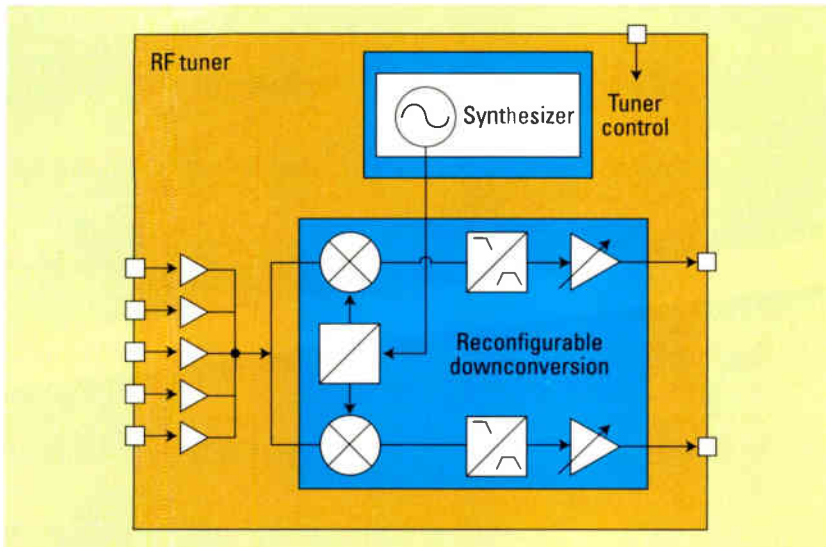 RF tuner
Synthesizer
Tuner
control
Reconfigurable
downconversion